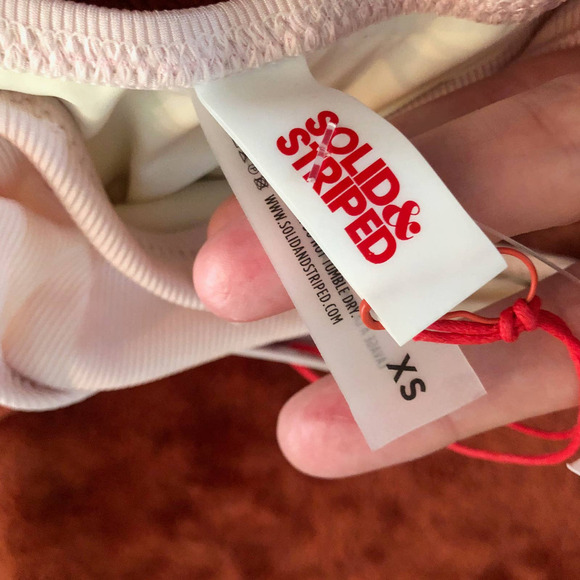 SOLID&
STRIPED
NOT TUMBLE DRY.
WWW.SOLIDANDSTRIPED.COM
XS